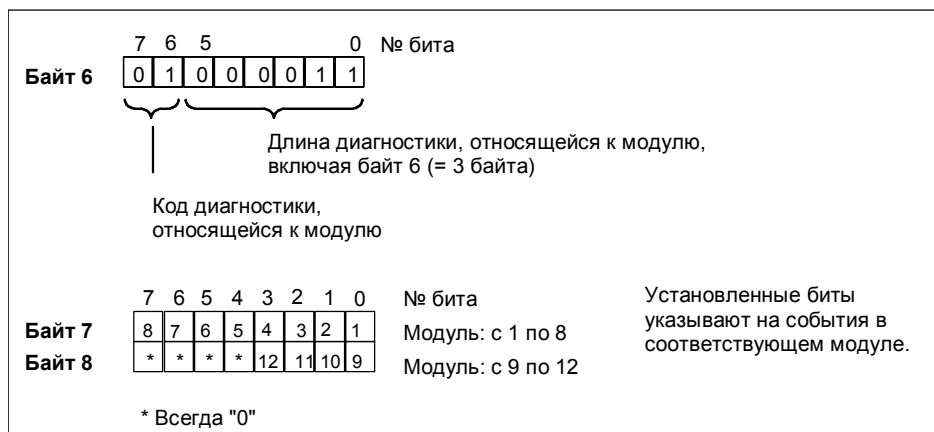 7 6 5 0 № бита
Байт 6 0 1 0 0 0 0 1 1
Длина диагностики, относящейся к модулю,
включая байт 6 (= 3 байта)
Код диагностики,
относящейся к модулю
7 6 5 4 3 2 1 0 № бита
Байт 7 8 7 6 5 4 3 2 1 Модуль: с 1 по 8
Байт 8 * * * * 12 11 10 9 Модуль: с 9 по 12
Установленные биты
указывают на события в
соответствующем модуле.
* Всегда "0"